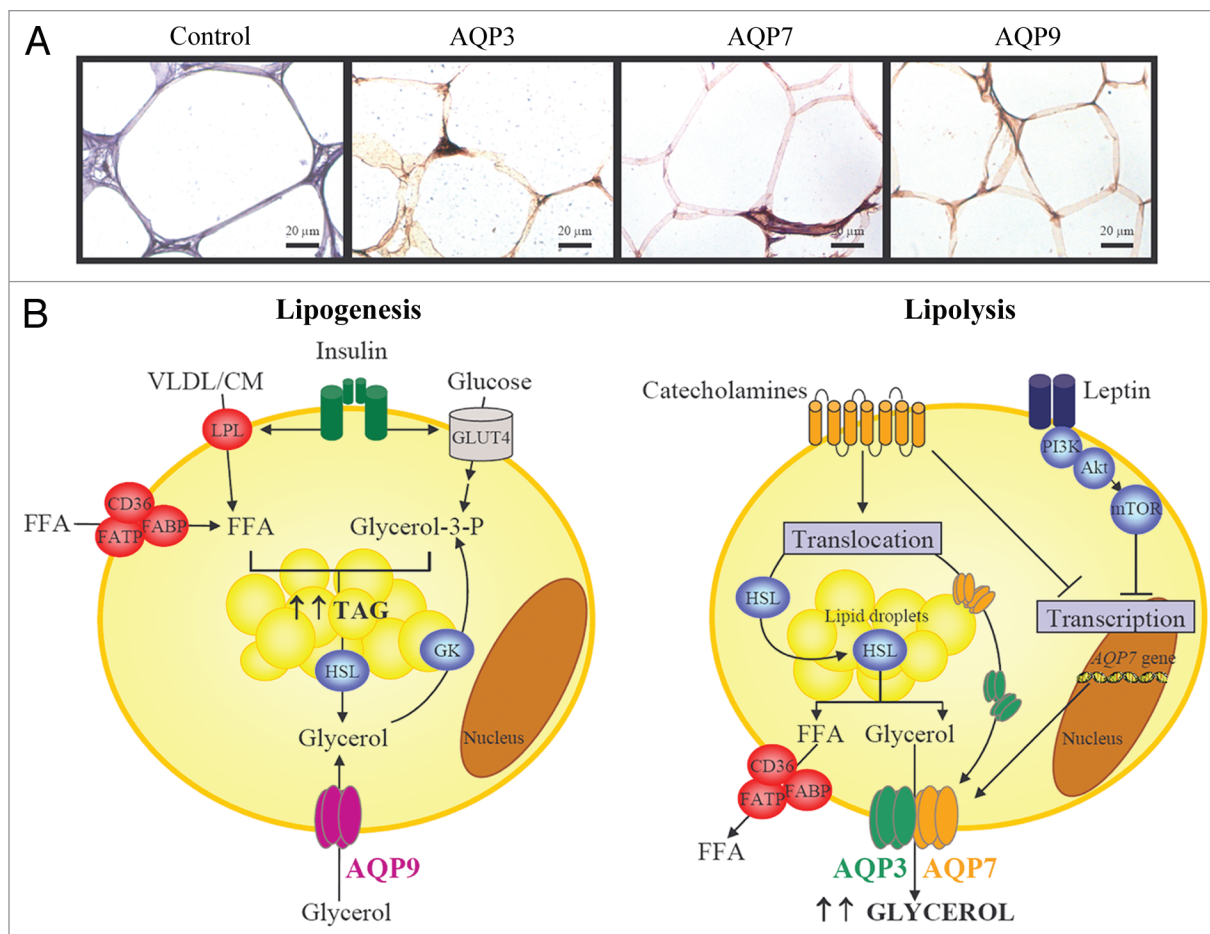 A
Control
AQP3
AQP7
AQP9
20 µm
20 µm
20 µm
20 µm
B
Lipogenesis
Lipolysis
Insulin
VLDL/CM
Glucose
LPL
GLUT4
CD36
FFA
FATP
FABP
FFA
Glycerol-3-P
↑↑ TAG
GK
HSL
Glycerol
Nucleus
AQP9
Glycerol
Catecholamines
Leptin
PI3K
Akt
mTOR
Translocation
HSL
Lipid droplets
HSL
Transcription
AQP7 gene
FFA
Glycerol
Nucleus
CD36
FATP
FABP
FFA
AQP3
AQP7
↑↑ GLYCEROL